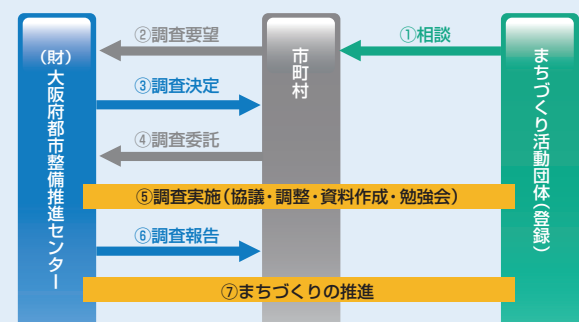 （財）大阪府都市整備推進センター
市町村
まちづくり活動団体（登録）
①相談
②調査要望
③調査決定
④調査委託
⑤調査実施（協議・調整・資料作成・勉強会）
⑥調査報告
⑦まちづくりの推進